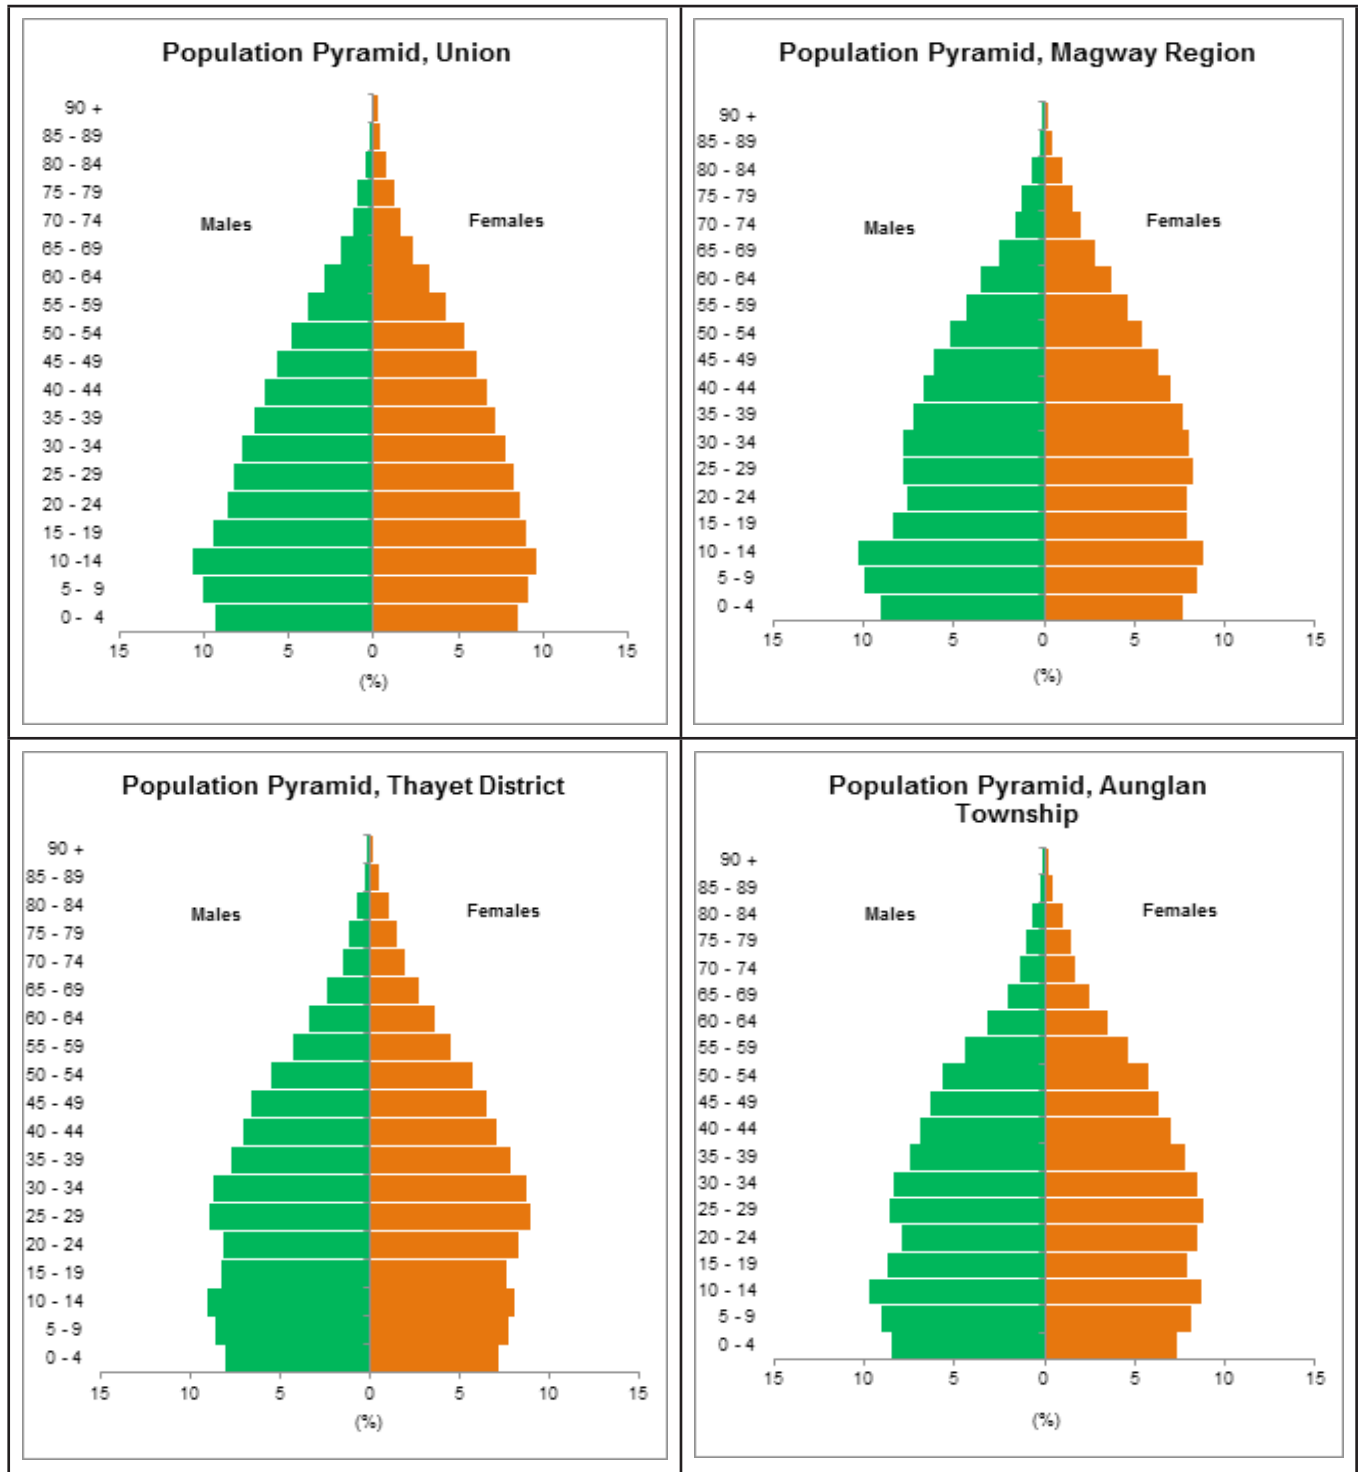 Population Pyramid, Union
90 +
85 - 89
80 - 84
75 - 79
70 - 74
65 - 69
60 - 64
55 - 59
50 - 54
45 - 49
40 - 44
35 - 39
30 - 34
25 - 29
20 - 24
15 - 19
10 -14
5 - 9
0 - 4
Males
Females
15 10 5 0 5 10 15
(%)
Population Pyramid, Magway Region
90 +
85 - 89
80 - 84
75 - 79
70 - 74
65 - 69
60 - 64
55 - 59
50 - 54
45 - 49
40 - 44
35 - 39
30 - 34
25 - 29
20 - 24
15 - 19
10 - 14
5 - 9
0 - 4
Males
Females
15 10 5 0 5 10 15
(%)
Population Pyramid, Thayet District
90 +
85 - 89
80 - 84
75 - 79
70 - 74
65 - 69
60 - 64
55 - 59
50 - 54
45 - 49
40 - 44
35 - 39
30 - 34
25 - 29
20 - 24
15 - 19
10 - 14
5 - 9
0 - 4
Males
Females
15 10 5 0 5 10 15
(%)
Population Pyramid, Aunglan
Township
90 +
85 - 89
80 - 84
75 - 79
70 - 74
65 - 69
60 - 64
55 - 59
50 - 54
45 - 49
40 - 44
35 - 39
30 - 34
25 - 29
20 - 24
15 - 19
10 - 14
5 - 9
0 - 4
Males
Females
15 10 5 0 5 10 15
(%)